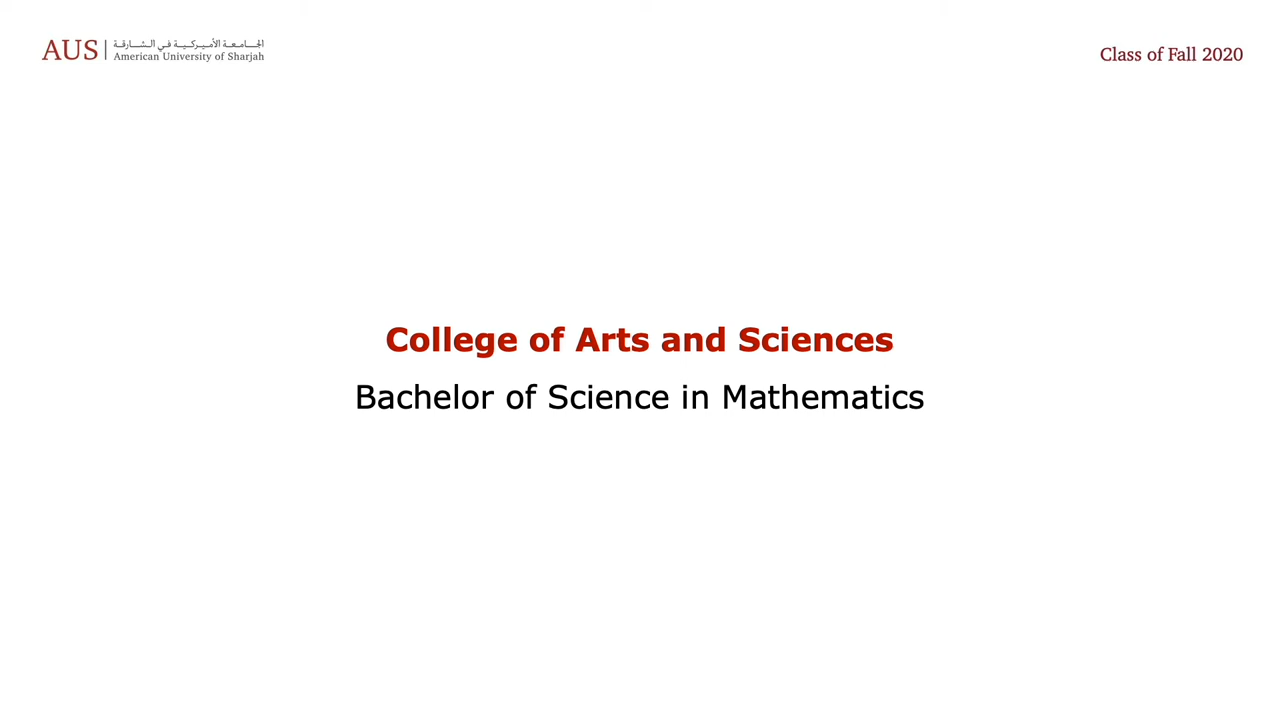 AUS
الجامعة الأميركية في الشارقة
American University of Sharjah
Class of Fall 2020
College of Arts and Sciences
Bachelor of Science in Mathematics